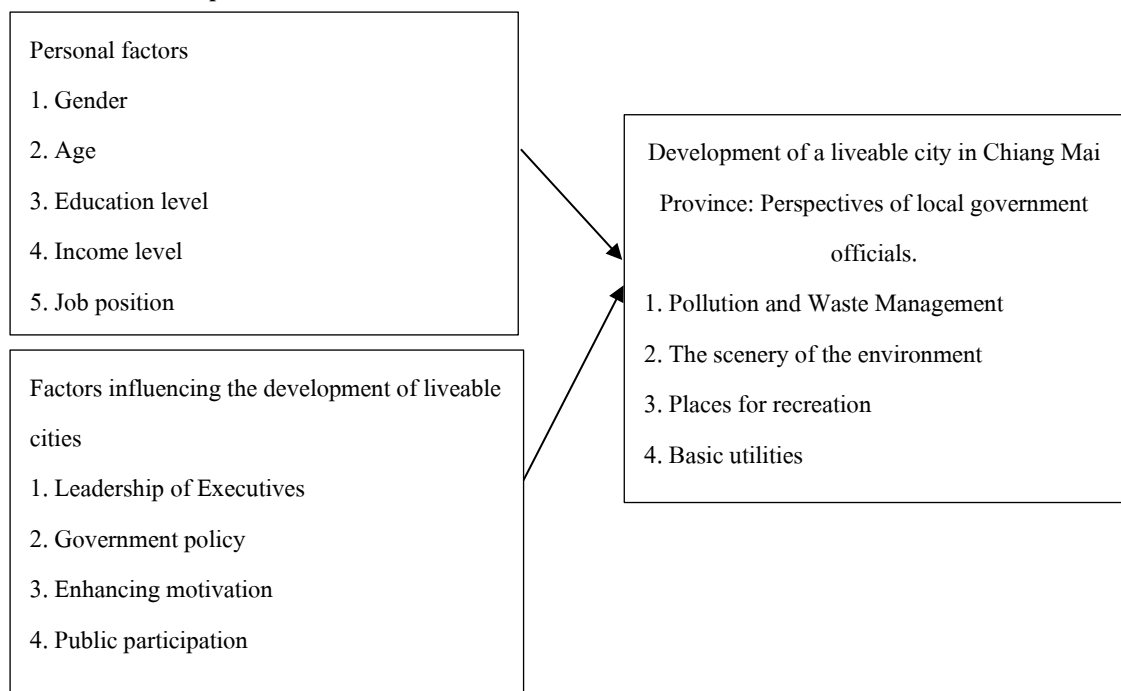 Personal factors
1. Gender
2. Age
3. Education level
4. Income level
5. Job position
Factors influencing the development of liveable
cities
1. Leadership of Executives
2. Government policy
3. Enhancing motivation
4. Public participation
Development of a liveable city in Chiang Mai
Province: Perspectives of local government
officials.
1. Pollution and Waste Management
2. The scenery of the environment
3. Places for recreation
4. Basic utilities